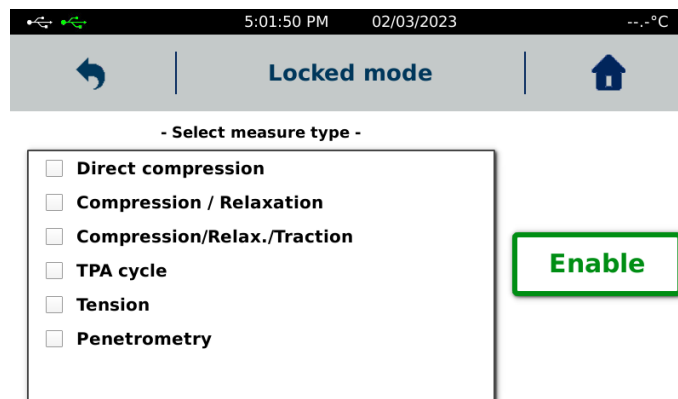 5:01:50 PM 02/03/2023 --.-°C
Locked mode
- Select measure type -
Direct compression
Compression / Relaxation
Compression/Relax./Traction
TPA cycle
Tension
Penetrometry
Enable